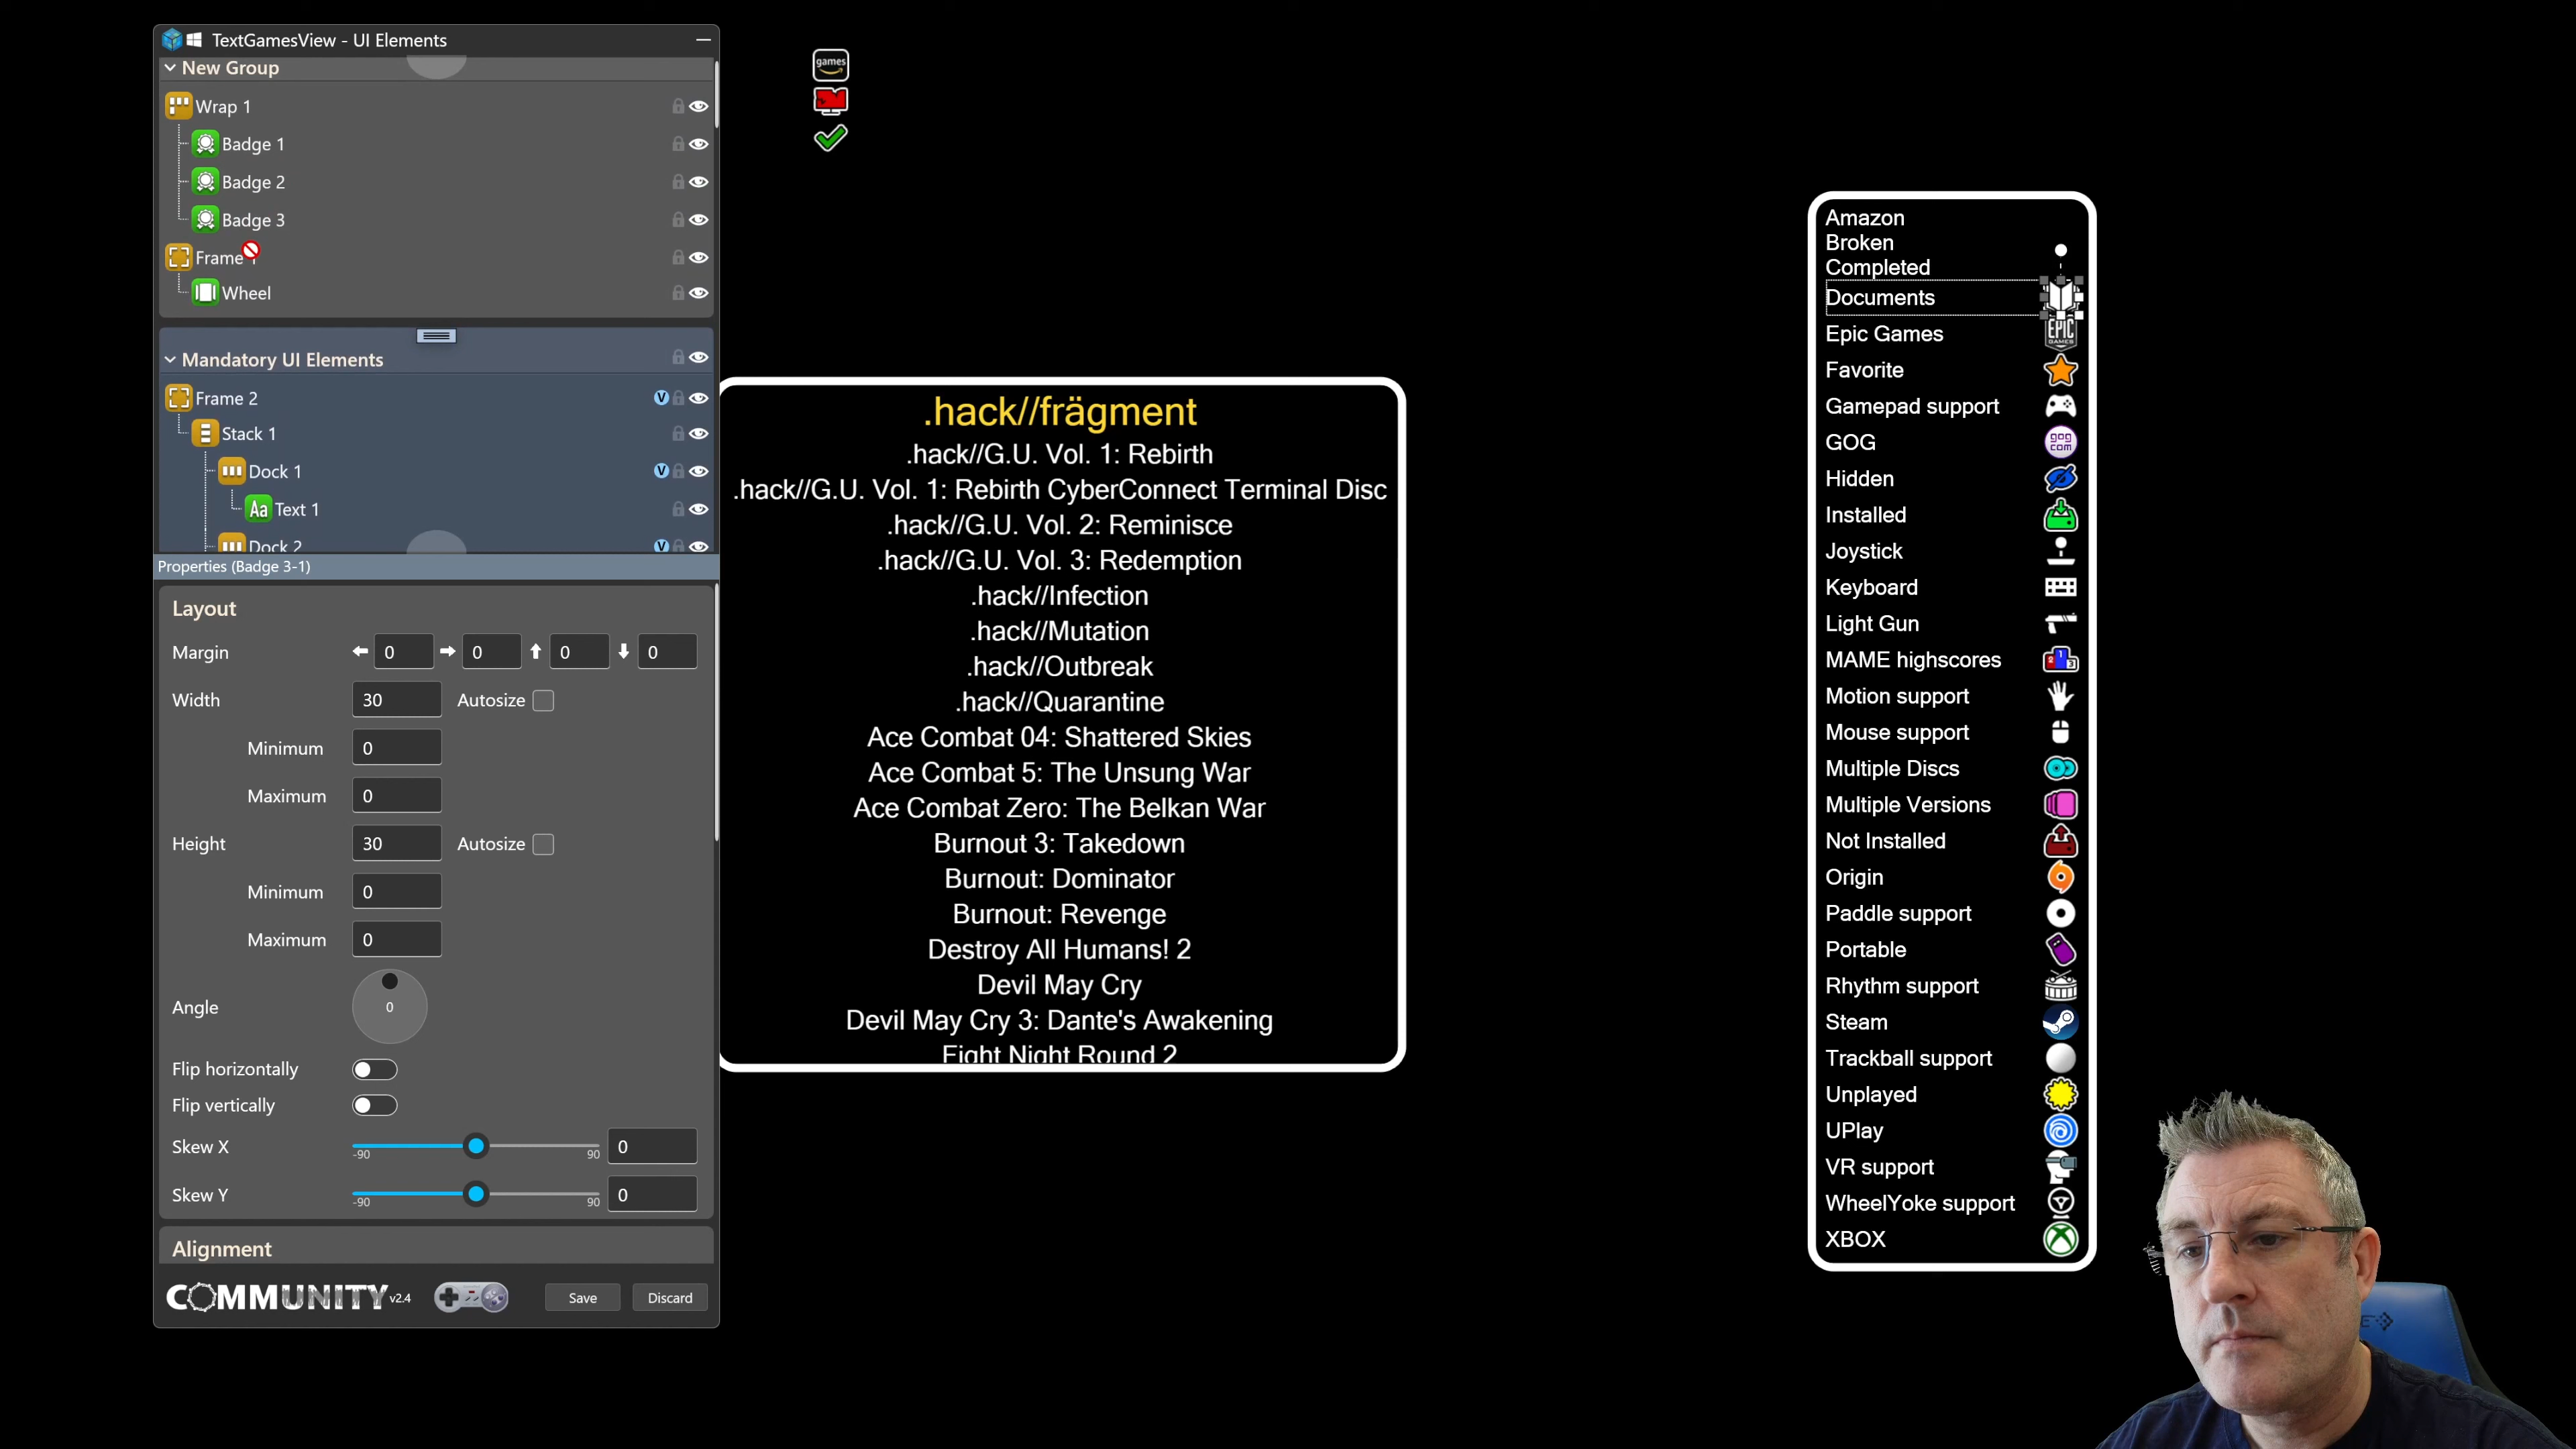 TextGamesView - UI Elements
New Group
Wrap 1
Badge 1
Badge 2
Badge 3
Frame 1
Wheel
Mandatory UI Elements
Frame 2
Stack 1
Dock 1
Aa Text 1
Dock 2
Properties (Badge 3-1)
Layout
Margin 0 0 0 0
Width 30 Autosize
Minimum 0
Maximum 0
Height 30 Autosize
Minimum 0
Maximum 0
Angle 0
Flip horizontally
Flip vertically
Skew X -90 90 0
Skew Y -90 90 0
Alignment
COMMUNITY v2.4 Save Discard
games
.hack//frägment
.hack//G.U. Vol. 1: Rebirth
.hack//G.U. Vol. 1: Rebirth CyberConnect Terminal Disc
.hack//G.U. Vol. 2: Reminisce
.hack//G.U. Vol. 3: Redemption
.hack//Infection
.hack//Mutation
.hack//Outbreak
.hack//Quarantine
Ace Combat 04: Shattered Skies
Ace Combat 5: The Unsung War
Ace Combat Zero: The Belkan War
Burnout 3: Takedown
Burnout: Dominator
Burnout: Revenge
Destroy All Humans! 2
Devil May Cry
Devil May Cry 3: Dante's Awakening
Fight Night Round 2
Amazon
Broken
Completed
Documents
Epic Games EPIC GAMES
Favorite
Gamepad support
GOG gog com
Hidden
Installed
Joystick
Keyboard
Light Gun
MAME highscores 2 1 3
Motion support
Mouse support
Multiple Discs
Multiple Versions
Not Installed
Origin
Paddle support
Portable
Rhythm support
Steam
Trackball support
Unplayed
UPlay
VR support
WheelYoke support
XBOX